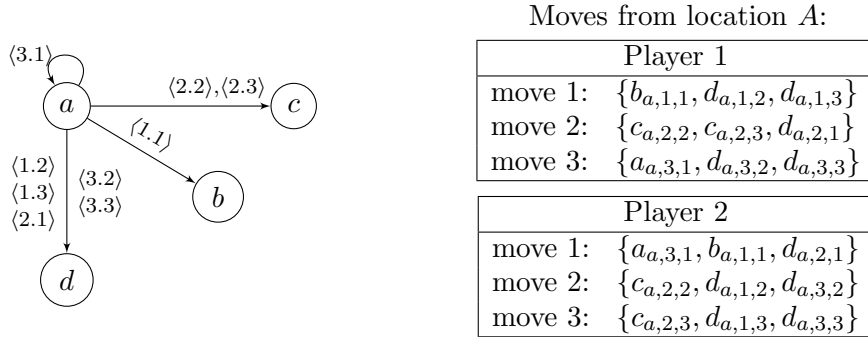 Moves from location A:
⟨3.1⟩
a
⟨2.2⟩,⟨2.3⟩
c
⟨1.1⟩
b
⟨1.2⟩
⟨1.3⟩
⟨2.1⟩
⟨3.2⟩
⟨3.3⟩
d
Player 1
move 1: {b_{a,1,1}, d_{a,1,2}, d_{a,1,3}}
move 2: {c_{a,2,2}, c_{a,2,3}, d_{a,2,1}}
move 3: {a_{a,3,1}, d_{a,3,2}, d_{a,3,3}}
Player 2
move 1: {a_{a,3,1}, b_{a,1,1}, d_{a,2,1}}
move 2: {c_{a,2,2}, d_{a,1,2}, d_{a,3,2}}
move 3: {c_{a,2,3}, d_{a,1,3}, d_{a,3,3}}